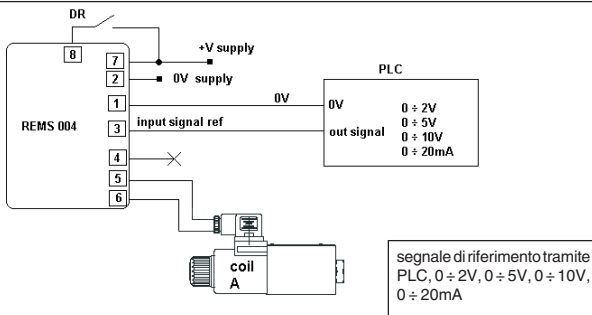 DR
8
7
+V supply
2
0V supply
PLC
1
0V
0V
0 ÷ 2V
REMS 004
3
input signal ref
out signal
0 ÷ 5V
0 ÷ 10V
0 ÷ 20mA
4
5
6
coil
A
segnale di riferimento tramite
PLC, 0 ÷ 2V, 0 ÷ 5V, 0 ÷ 10V,
0 ÷ 20mA